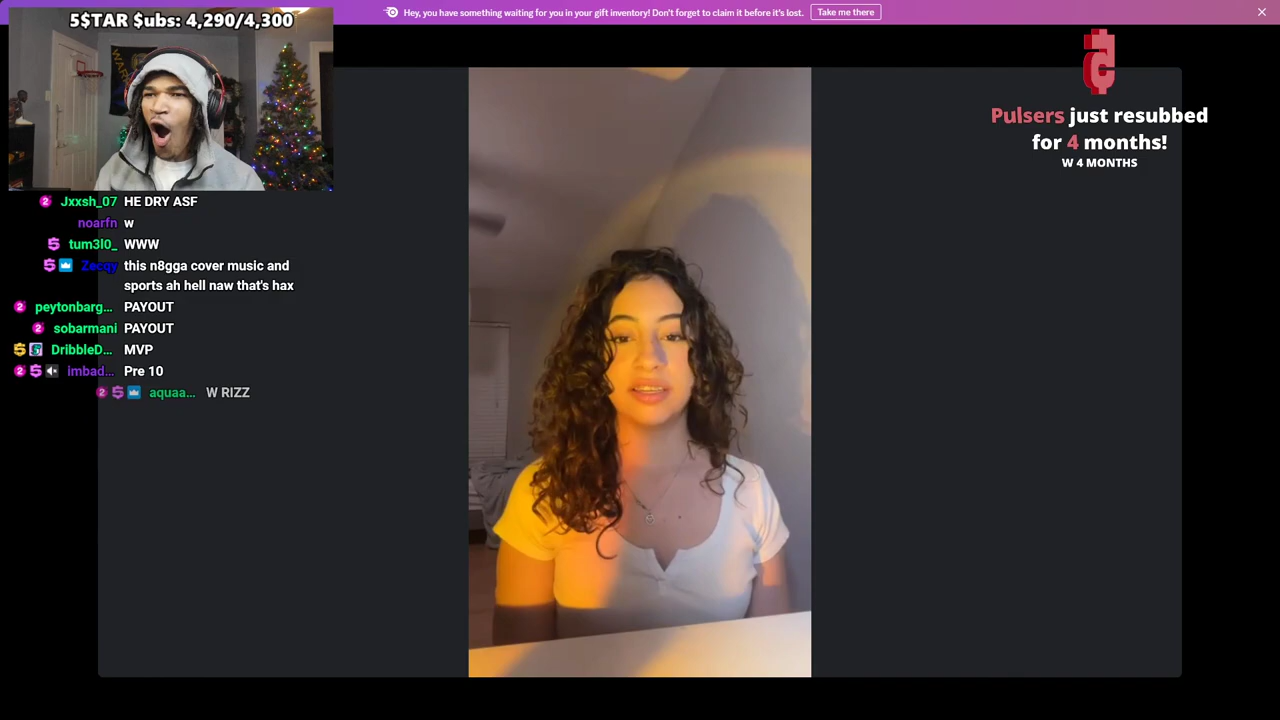 Hey, you have something waiting for you in your gift inventory! Don't forget to claim it before it's lost. Take me there
5$TAR $ubs: 4,290/4,300
Pulsers just resubbed
for 4 months!
W 4 MONTHS
Jxxsh_07 HE DRY ASF
noarfn w
tum3l0_ WWW
Zecqy this n8gga cover music and
sports ah hell naw that's hax
peytonbarg... PAYOUT
sobarmani PAYOUT
DribbleD... MVP
imbad... Pre 10
aquaa... W RIZZ